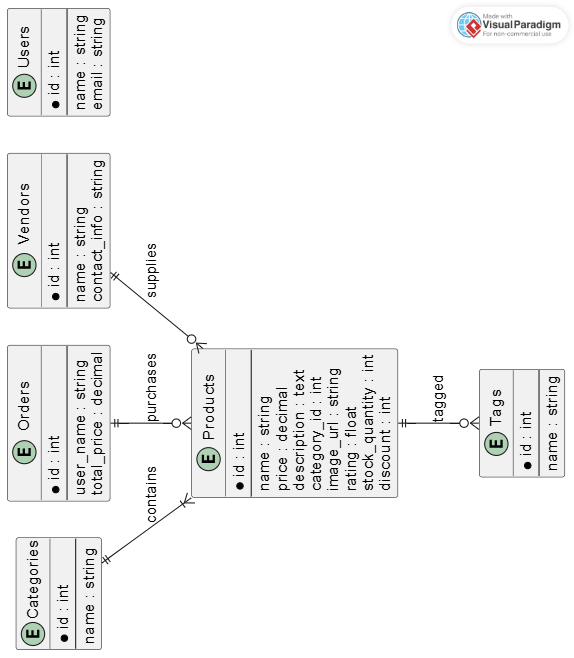 Made with
Visual Paradigm
For non-commercial use
E Users
id : int
name : string
email : string
E Vendors
id : int
name : string
contact_info : string
supplies
E Orders
id : int
user_name : string
total_price : decimal
purchases
E Categories
id : int
name : string
contains
E Products
id : int
name : string
price : decimal
description : text
category_id : int
image_url : string
rating : float
stock_quantity : int
discount : int
tagged
E Tags
id : int
name : string